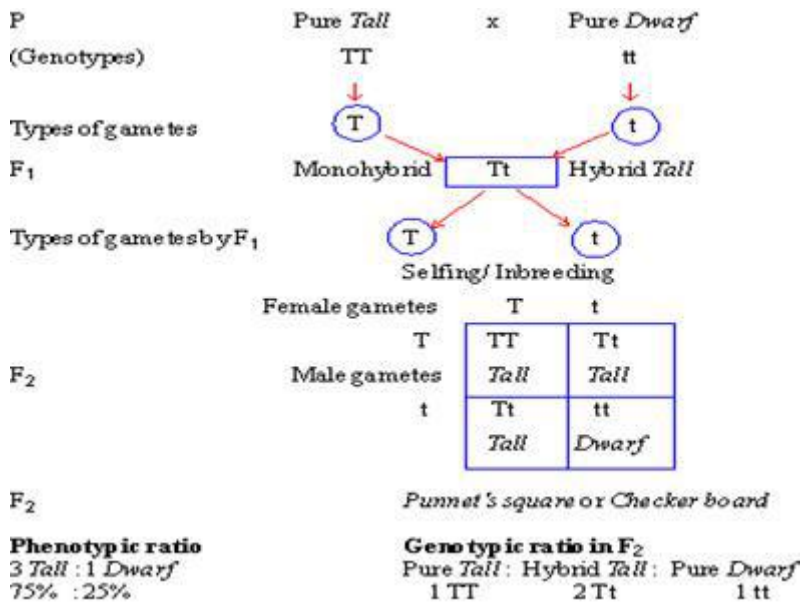 P Pure Tall x Pure Dwarf
(Genotypes) TT tt
Types of gametes T t
F₁ Monohybrid Tt Hybrid Tall
Types of gametes by F₁ T t
Selfing/ Inbreeding
Female gametes T t
T TT Tt
F₂ Male gametes Tall Tall
t Tt tt
Tall Dwarf
F₂ Punnet's square or Checker board
Phenotypic ratio Genotypic ratio in F₂
3 Tall : 1 Dwarf Pure Tall : Hybrid Tall : Pure Dwarf
75% : 25% 1 TT 2 Tt 1 tt